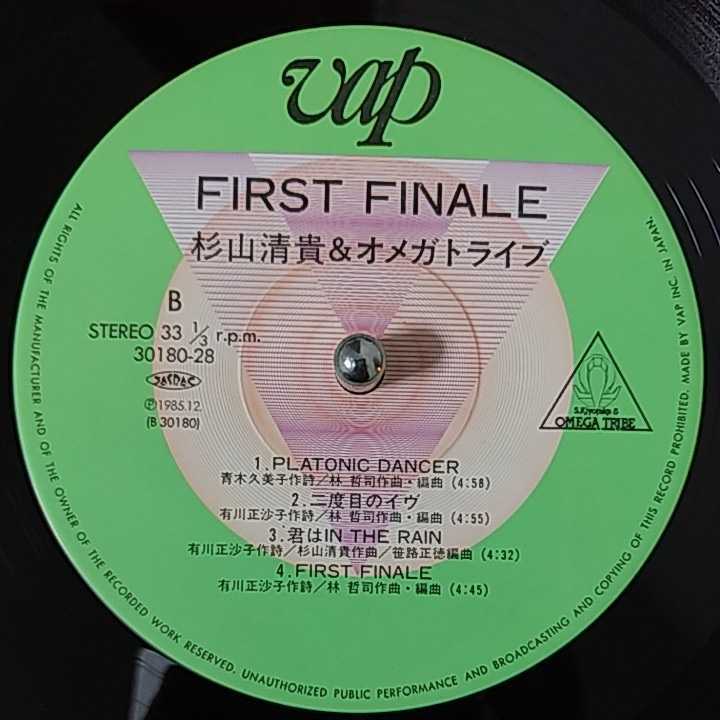 vap
FIRST FINALE
杉山清貴&オメガトライブ
B
STEREO 33 1/3 r.p.m.
30180-28
JASRAC
Ⓟ1985.12.
(B 30180)
S.Kiyotaka &
OMEGA TRIBE
1.PLATONIC DANCER
青木久美子作詩/林 哲司作曲・編曲 (4:58)
2.二度目のイヴ
有川正沙子作詩/林 哲司作曲・編曲 (4:55)
3.君はIN THE RAIN
有川正沙子作詩/杉山清貴作曲/笹路正徳編曲 (4:32)
4.FIRST FINALE
有川正沙子作詩/林 哲司作曲・編曲 (4:45)
ALL RIGHTS OF THE MANUFACTURER AND OF THE OWNER OF THE RECORDED WORK RESERVED. UNAUTHORIZED PUBLIC PERFORMANCE AND BROADCASTING AND COPYING OF THIS RECORD PROHIBITED. MADE BY VAP INC. IN JAPAN.